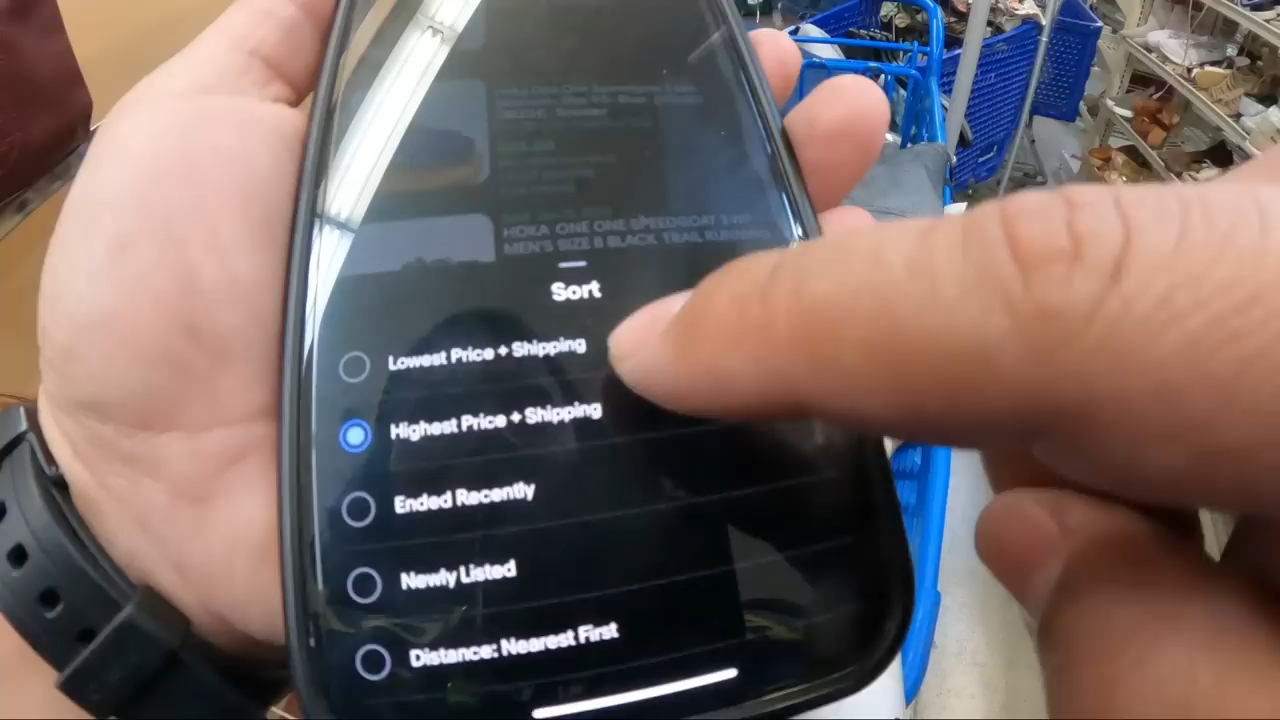 HOKA ONE ONE SPEEDGOAT 3 WP
MEN'S SIZE 8 BLACK TRAIL RUNNING
Sort
Lowest Price + Shipping
Highest Price + Shipping
Ended Recently
Newly Listed
Distance: Nearest First